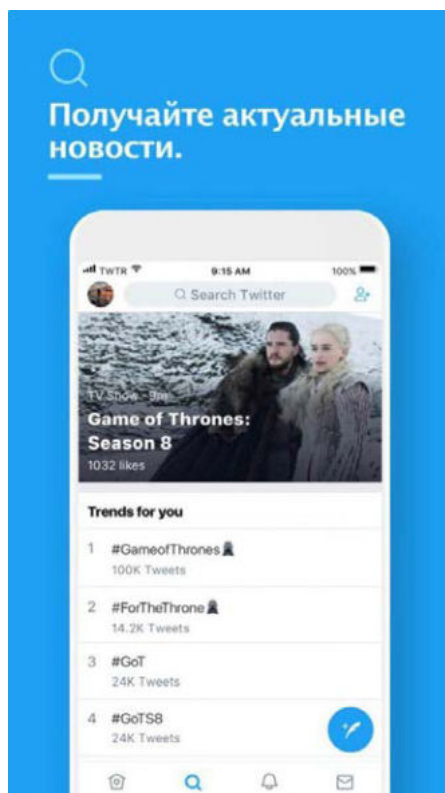 Получайте актуальные
новости.
TWTR 9:15 AM 100%
Search Twitter
TV Show · 9m
Game of Thrones:
Season 8
1032 likes
Trends for you
1 #GameofThrones
100K Tweets
2 #ForTheThrone
14.2K Tweets
3 #GoT
24K Tweets
4 #GoTS8
24K Tweets